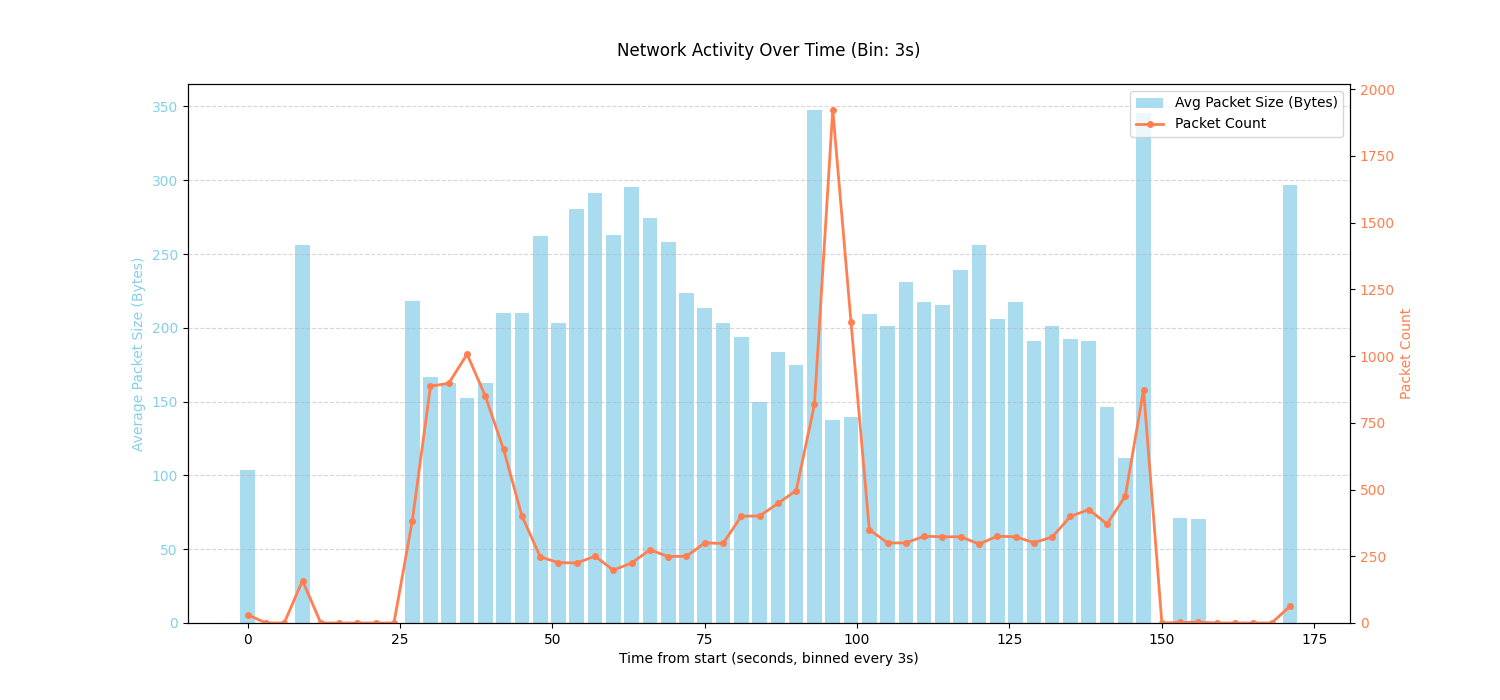 Network Activity Over Time (Bin: 3s)
Avg Packet Size (Bytes)
Packet Count
350
300
250
200
150
100
50
0
Average Packet Size (Bytes)
2000
1750
1500
1250
1000
750
500
250
0
Packet Count
0 25 50 75 100 125 150 175
Time from start (seconds, binned every 3s)